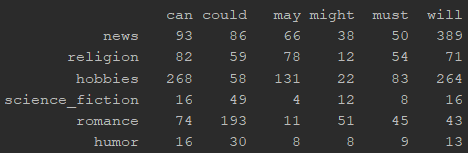 can could may might must will
news 93 86 66 38 50 389
religion 82 59 78 12 54 71
hobbies 268 58 131 22 83 264
science_fiction 16 49 4 12 8 16
romance 74 193 11 51 45 43
humor 16 30 8 8 9 13